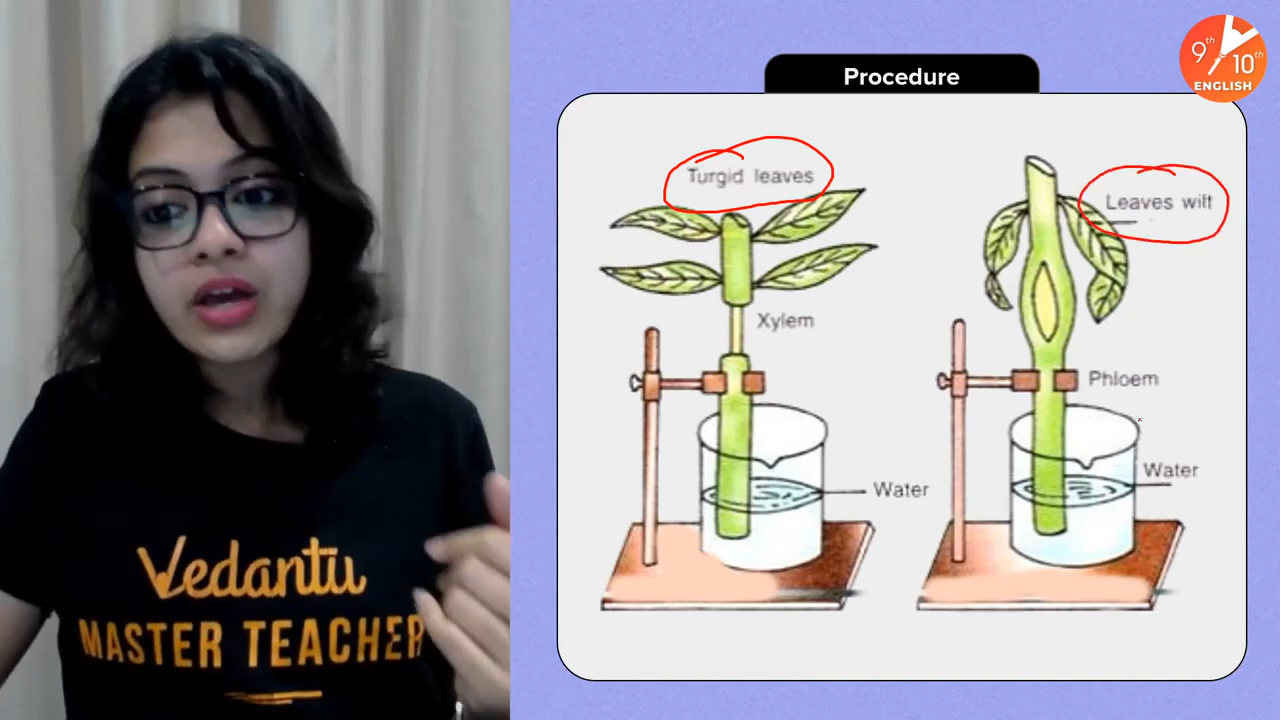 Procedure
9th
10th
ENGLISH
Turgid leaves
Leaves wilt
Xylem
Phloem
Water
Water
Vedantu
MASTER TEACHER